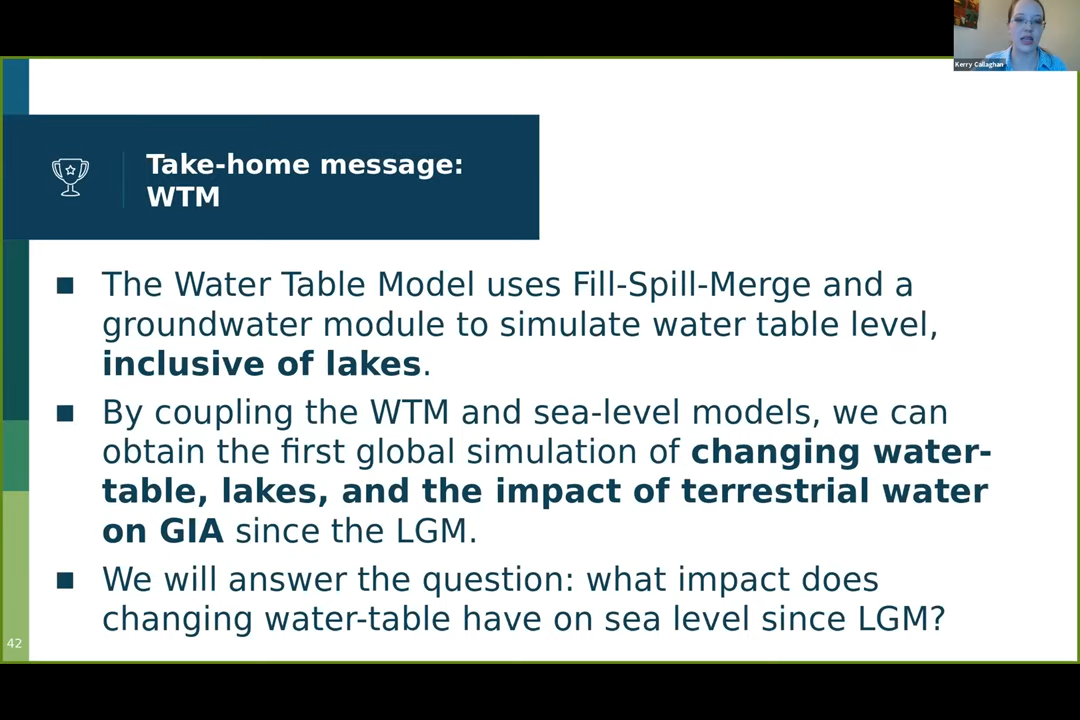 Kerry Callaghan
Take-home message:
WTM
■ The Water Table Model uses Fill-Spill-Merge and a
groundwater module to simulate water table level,
inclusive of lakes.
■ By coupling the WTM and sea-level models, we can
obtain the first global simulation of changing water-
table, lakes, and the impact of terrestrial water
on GIA since the LGM.
■ We will answer the question: what impact does
changing water-table have on sea level since LGM?
42